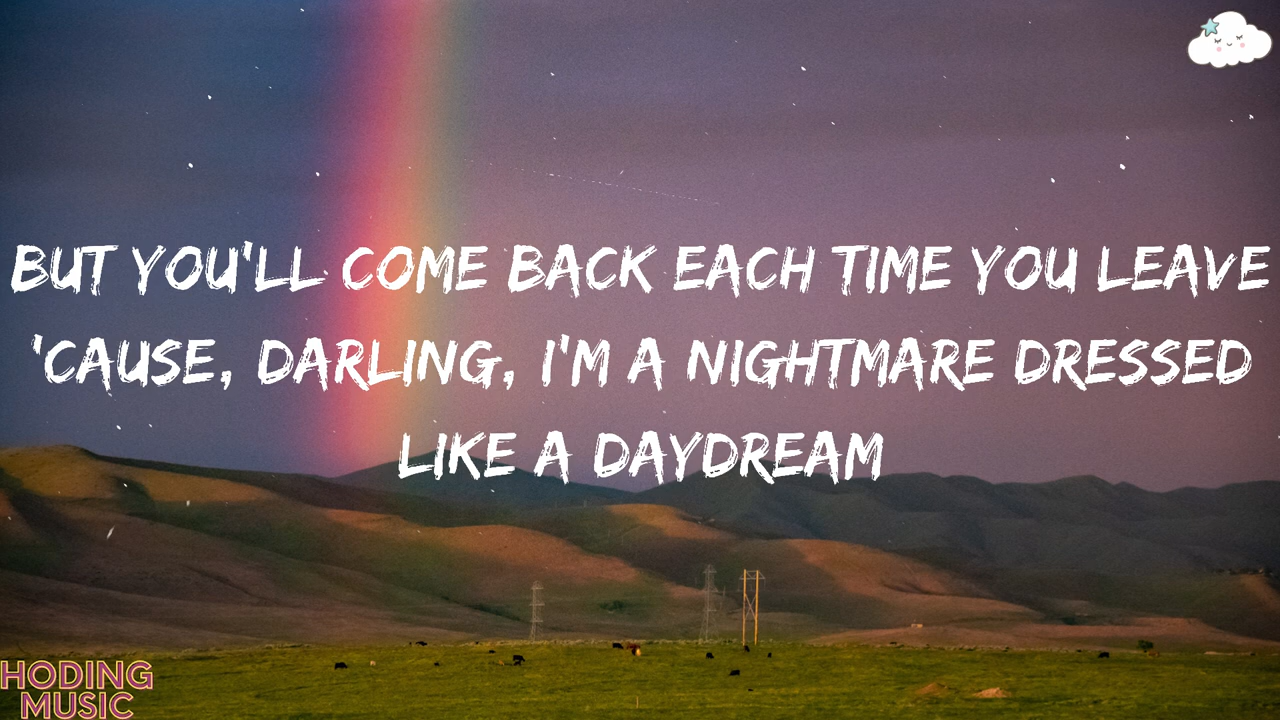 BUT YOU'LL COME BACK EACH TIME YOU LEAVE
'CAUSE, DARLING, I'M A NIGHTMARE DRESSED
LIKE A DAYDREAM
HODING
MUSIC